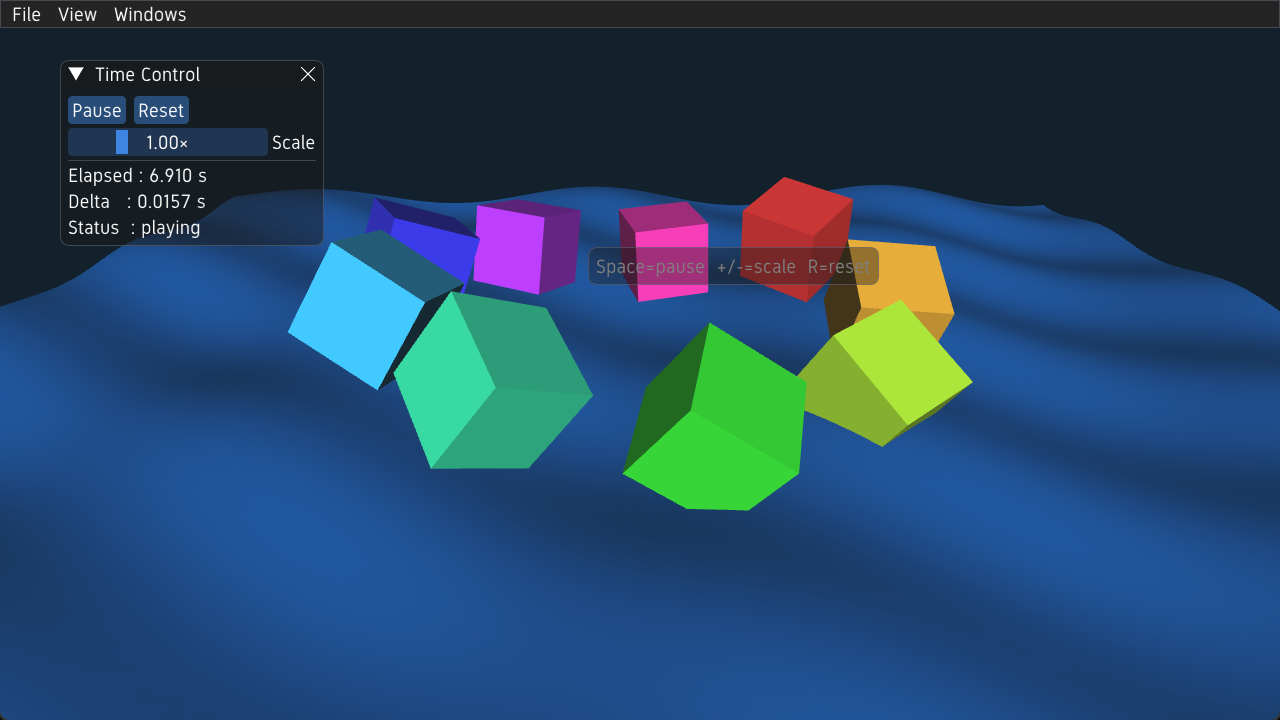 File View Windows
Time Control
Pause Reset
1.00× Scale
Elapsed : 6.910 s
Delta : 0.0157 s
Status : playing
Space=pause +/-=scale R=reset